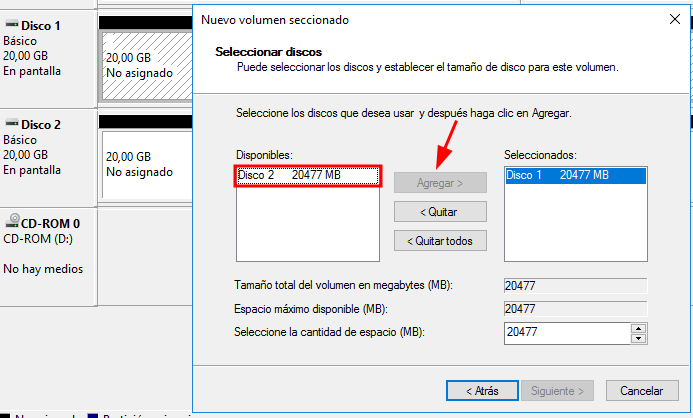 Disco 1
Básico
20,00 GB
En pantalla
20,00 GB
No asignado
Disco 2
Básico
20,00 GB
En pantalla
20,00 GB
No asignado
CD-ROM 0
CD-ROM (D:)
No hay medios
Nuevo volumen seccionado
Seleccionar discos
Puede seleccionar los discos y establecer el tamaño de disco para este volumen.
Seleccione los discos que desea usar y después haga clic en Agregar.
Disponibles:
Disco 2 20477 MB
Agregar >
< Quitar
< Quitar todos
Seleccionados:
Disco 1 20477 MB
Tamaño total del volumen en megabytes (MB):
20477
Espacio máximo disponible (MB):
20477
Seleccione la cantidad de espacio (MB):
20477
< Atrás
Siguiente >
Cancelar